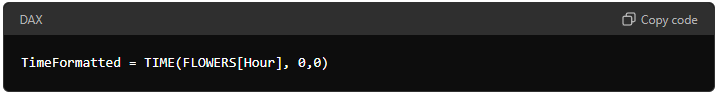 DAX
Copy code
TimeFormatted = TIME(FLOWERS[Hour], 0,0)